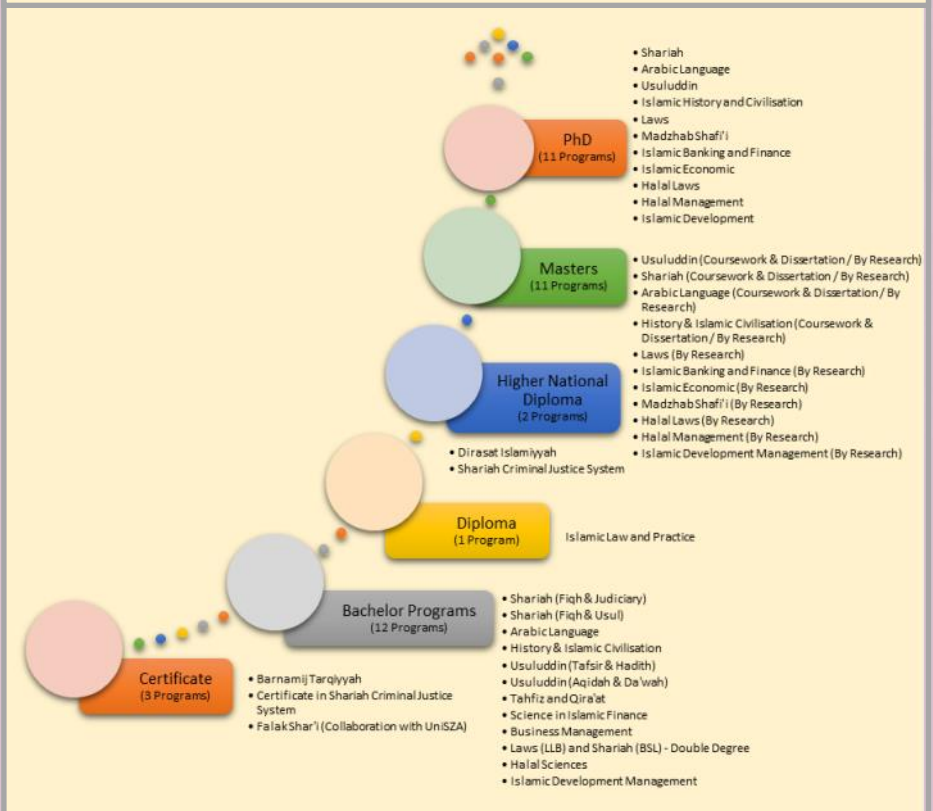 PhD
(11 Programs)
• Shariah
• Arabic Language
• Usuluddin
• Islamic History and Civilisation
• Laws
• Madzhab Shafi'i
• Islamic Banking and Finance
• Islamic Economic
• Halal Laws
• Halal Management
• Islamic Development
Masters
(11 Programs)
• Usuluddin (Coursework & Dissertation / By Research)
• Shariah (Coursework & Dissertation / By Research)
• Arabic Language (Coursework & Dissertation / By
Research)
• History & Islamic Civilisation (Coursework &
Dissertation / By Research)
• Laws (By Research)
• Islamic Banking and Finance (By Research)
• Islamic Economic (By Research)
• Madzhab Shafi'i (By Research)
• Halal Laws (By Research)
• Halal Management (By Research)
• Islamic Development Management (By Research)
Higher National
Diploma
(2 Programs)
• Dirasat Islamiyyah
• Shariah Criminal Justice System
Diploma
(1 Program)
Islamic Law and Practice
Bachelor Programs
(12 Programs)
• Shariah (Fiqh & Judiciary)
• Shariah (Fiqh & Usul)
• Arabic Language
• History & Islamic Civilisation
• Usuluddin (Tafsir & Hadith)
• Usuluddin (Aqidah & Da'wah)
• Tahfiz and Qira'at
• Science in Islamic Finance
• Business Management
• Laws (LLB) and Shariah (BSL) - Double Degree
• Halal Sciences
• Islamic Development Management
Certificate
(3 Programs)
• Barnamij Tarqiyyah
• Certificate in Shariah Criminal Justice
System
• Falak Shar'i (Collaboration with UniSZA)